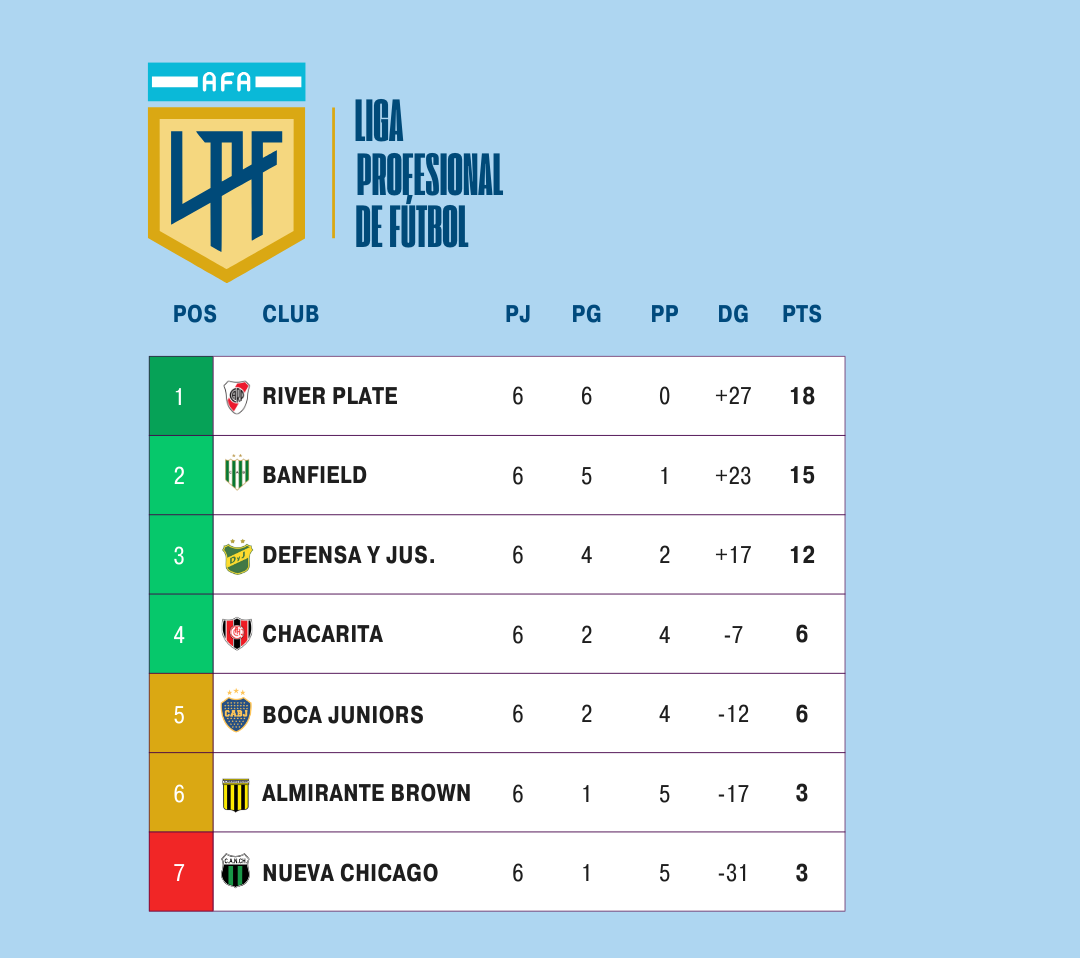 AFA
LPF
LIGA
PROFESIONAL
DE FÚTBOL
POS CLUB PJ PG PP DG PTS
1 RIVER PLATE 6 6 0 +27 18
2 BANFIELD 6 5 1 +23 15
3 DyJ DEFENSA Y JUS. 6 4 2 +17 12
4 CHACARITA 6 2 4 -7 6
5 CABJ BOCA JUNIORS 6 2 4 -12 6
6 ALMIRANTE BROWN 6 1 5 -17 3
7 C.A.N.CH. NUEVA CHICAGO 6 1 5 -31 3